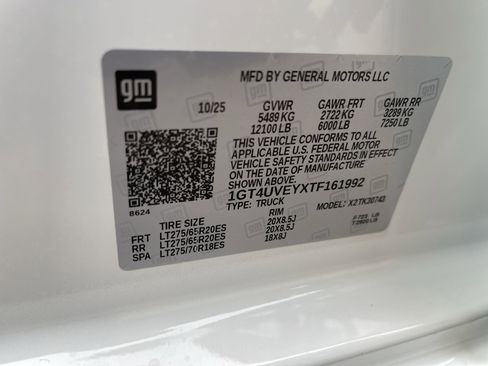 gm
MFD BY GENERAL MOTORS LLC
10/25 GVWR GAWR FRT GAWR RR
5489 KG 2722 KG 3289 KG
12100 LB 6000 LB 7250 LB
THIS VEHICLE CONFORMS TO ALL
APPLICABLE U.S. FEDERAL MOTOR
VEHICLE SAFETY STANDARDS IN EFFECT
ON THE DATE OF MANUFACTURE
SHOWN ABOVE.
1GT4UVEYXTF161992
8624 TYPE: TRUCK MODEL: X2TK30743
TIRE SIZE RIM
FRT LT275/65R20ES 20X8.5J
RR LT275/65R20ES 20X8.5J
SPA LT275/70R18ES 18X8J
LB
LB